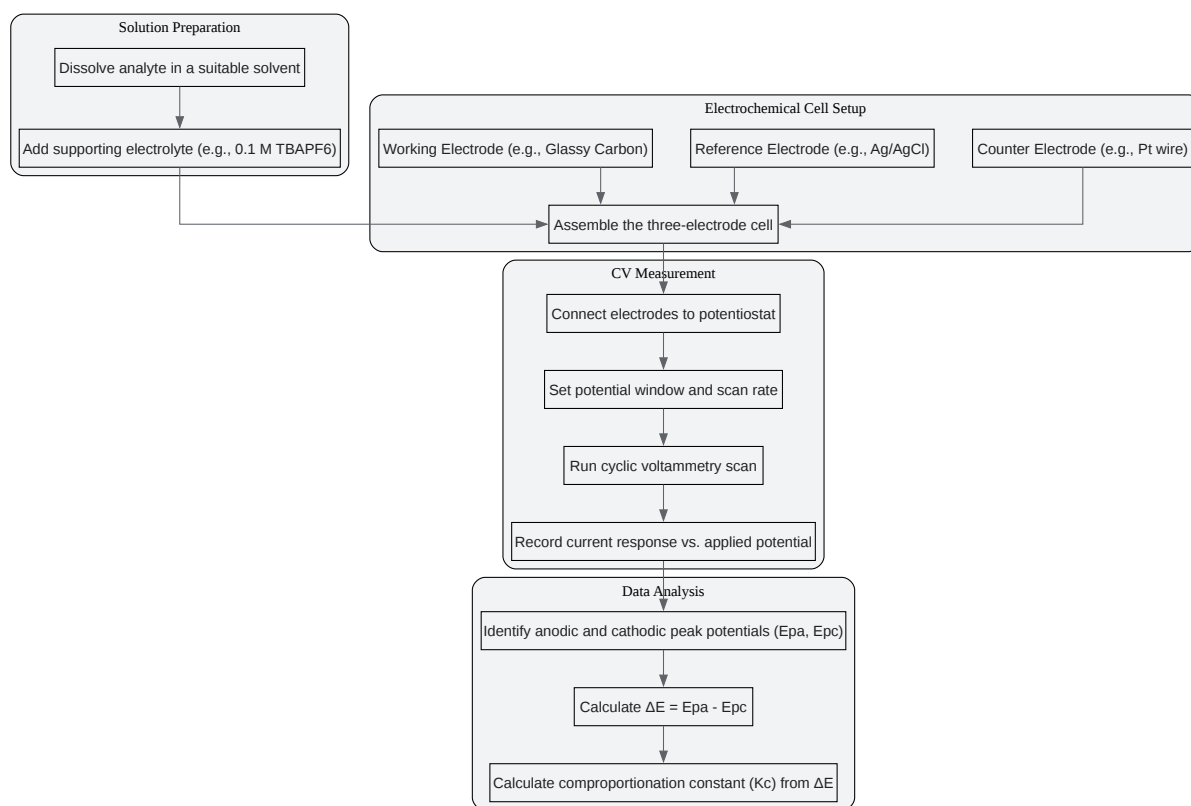 Solution Preparation
Dissolve analyte in a suitable solvent
Add supporting electrolyte (e.g., 0.1 M TBAPF6)
Electrochemical Cell Setup
Working Electrode (e.g., Glassy Carbon)
Reference Electrode (e.g., Ag/AgCl)
Counter Electrode (e.g., Pt wire)
Assemble the three-electrode cell
CV Measurement
Connect electrodes to potentiostat
Set potential window and scan rate
Run cyclic voltammetry scan
Record current response vs. applied potential
Data Analysis
Identify anodic and cathodic peak potentials (Epa, Epc)
Calculate ΔE = Epa - Epc
Calculate comproportionation constant (Kc) from ΔE